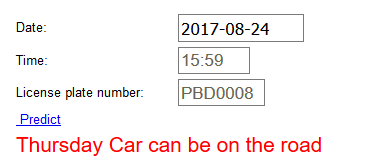 Date: 2017-08-24
Time: 15:59
License plate number: PBD0008
Predict
Thursday Car can be on the road